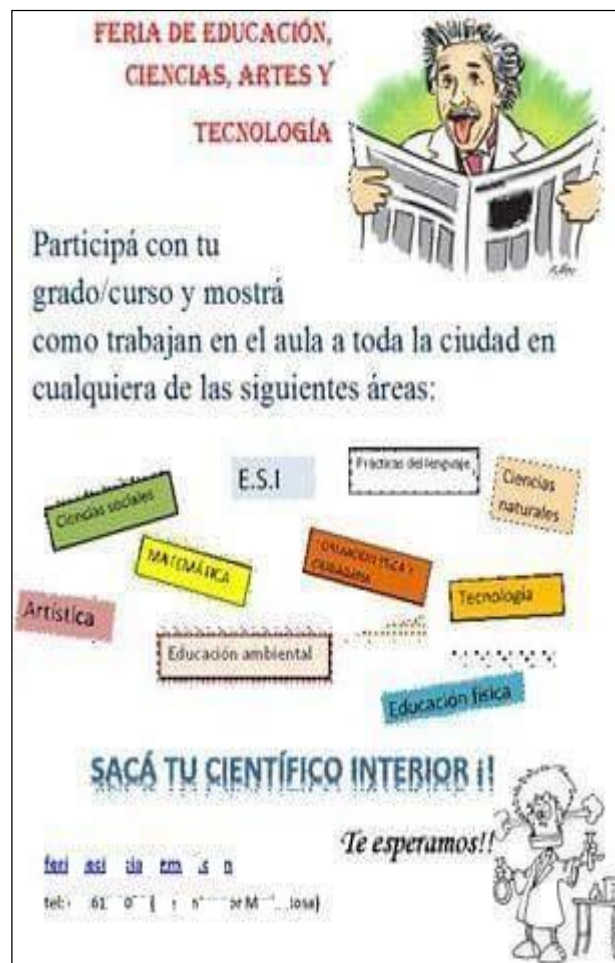 FERIA DE EDUCACIÓN,
CIENCIAS, ARTES Y
TECNOLOGÍA
Participá con tu
grado/curso y mostrá
como trabajan en el aula a toda la ciudad en
cualquiera de las siguientes áreas:
E.S.I
Prácticas del lenguaje
Ciencias
naturales
Ciencias sociales
MATEMÁTICA
CIUDADANA
Tecnología
Artística
Educación ambiental
Educación física
SACÁ TU CIENTÍFICO INTERIOR ¡!
Te esperamos!!
tel: